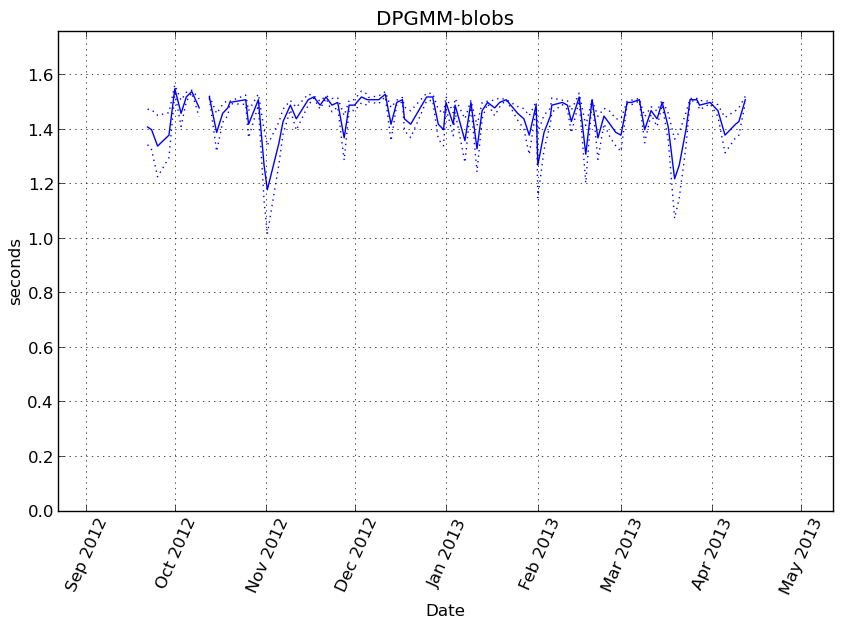 DPGMM-blobs
1.6
1.4
1.2
1.0
0.8
0.6
0.4
0.2
0.0
seconds
Sep 2012
Oct 2012
Nov 2012
Dec 2012
Jan 2013
Feb 2013
Mar 2013
Apr 2013
May 2013
Date